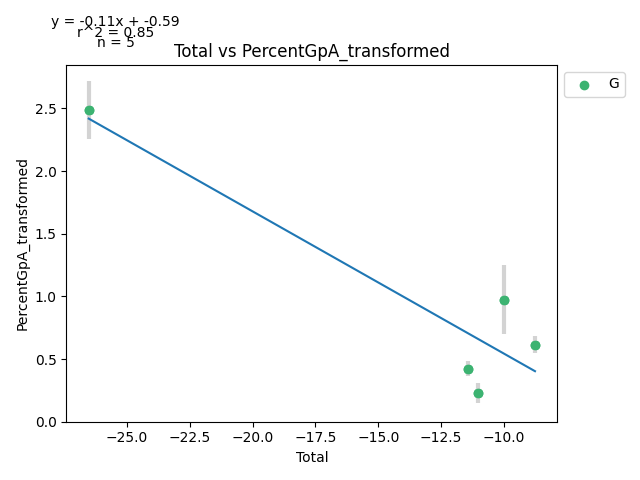 y = -0.11x + -0.59
r^2 = 0.85
n = 5
Total vs PercentGpA_transformed
G
PercentGpA_transformed
2.5
2.0
1.5
1.0
0.5
0.0
−25.0 −22.5 −20.0 −17.5 −15.0 −12.5 −10.0
Total